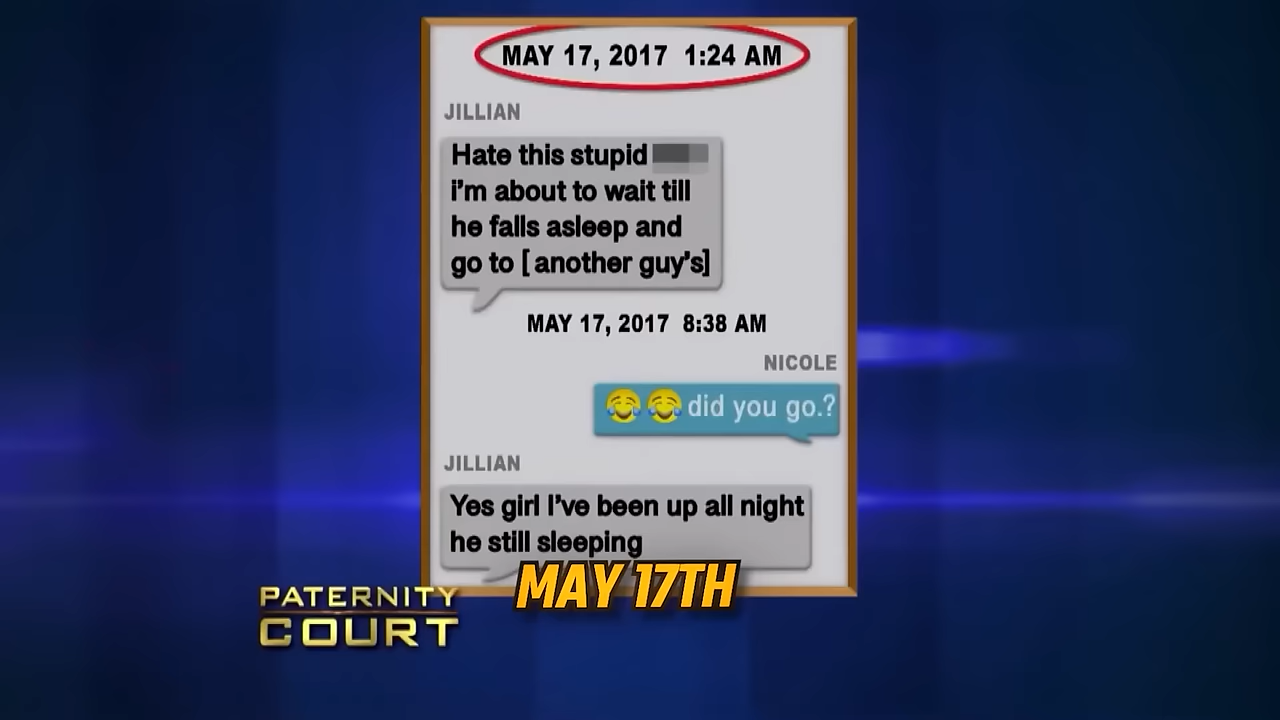 MAY 17, 2017 1:24 AM
JILLIAN
Hate this stupid
i'm about to wait till
he falls asleep and
go to [another guy's]
MAY 17, 2017 8:38 AM
NICOLE
😂😂 did you go.?
JILLIAN
Yes girl I've been up all night
he still sleeping
MAY 17TH
PATERNITY
COURT